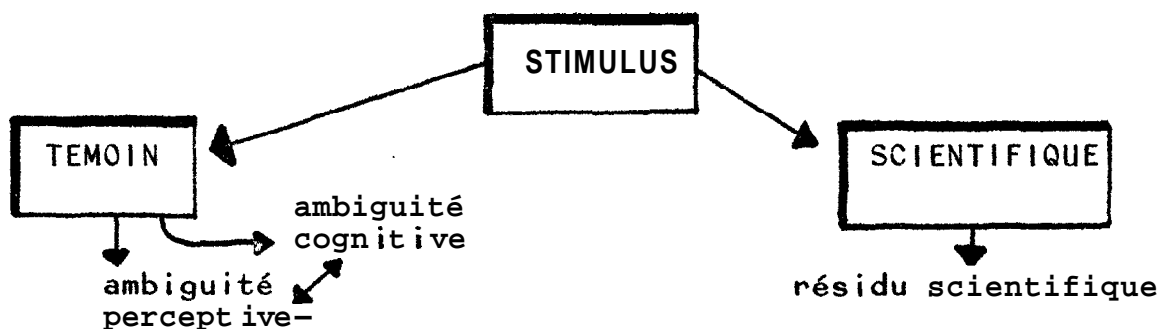 STIMULUS
TEMOIN
SCIENTIFIQUE
ambiguité
cognitive
ambiguité
perceptive-
résidu scientifique